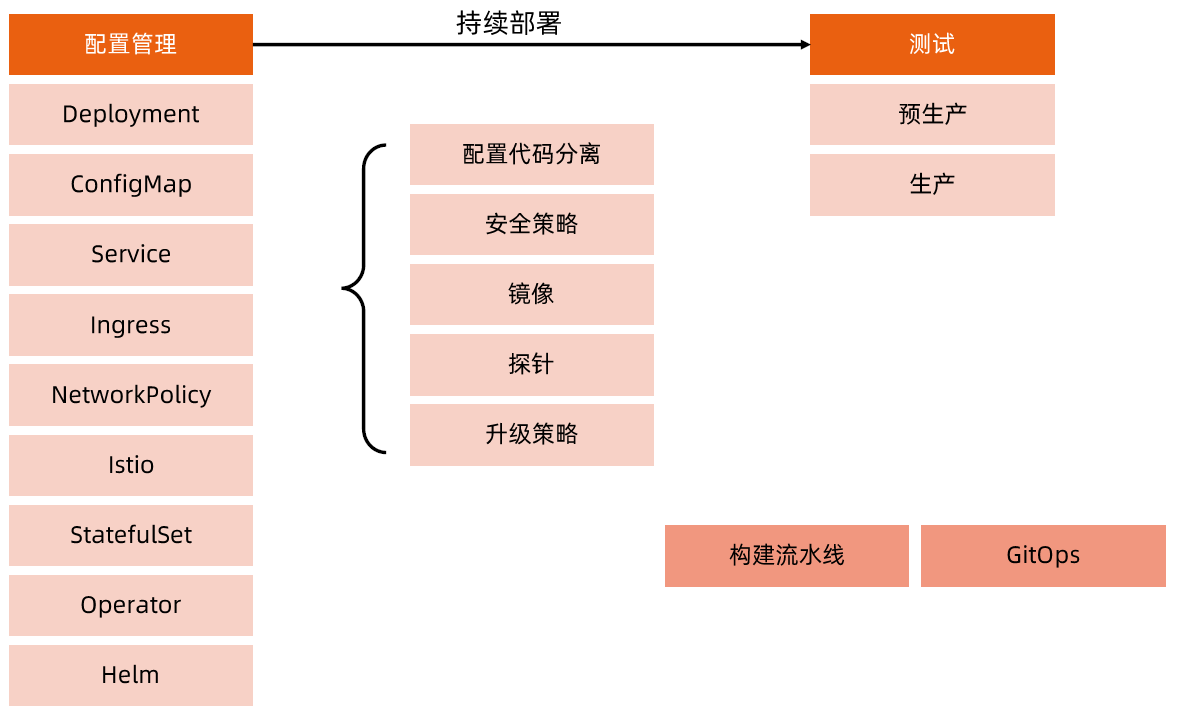 持续部署
配置管理
测试
Deployment
ConfigMap
Service
Ingress
NetworkPolicy
Istio
StatefulSet
Operator
Helm
配置代码分离
安全策略
镜像
探针
升级策略
预生产
生产
构建流水线
GitOps